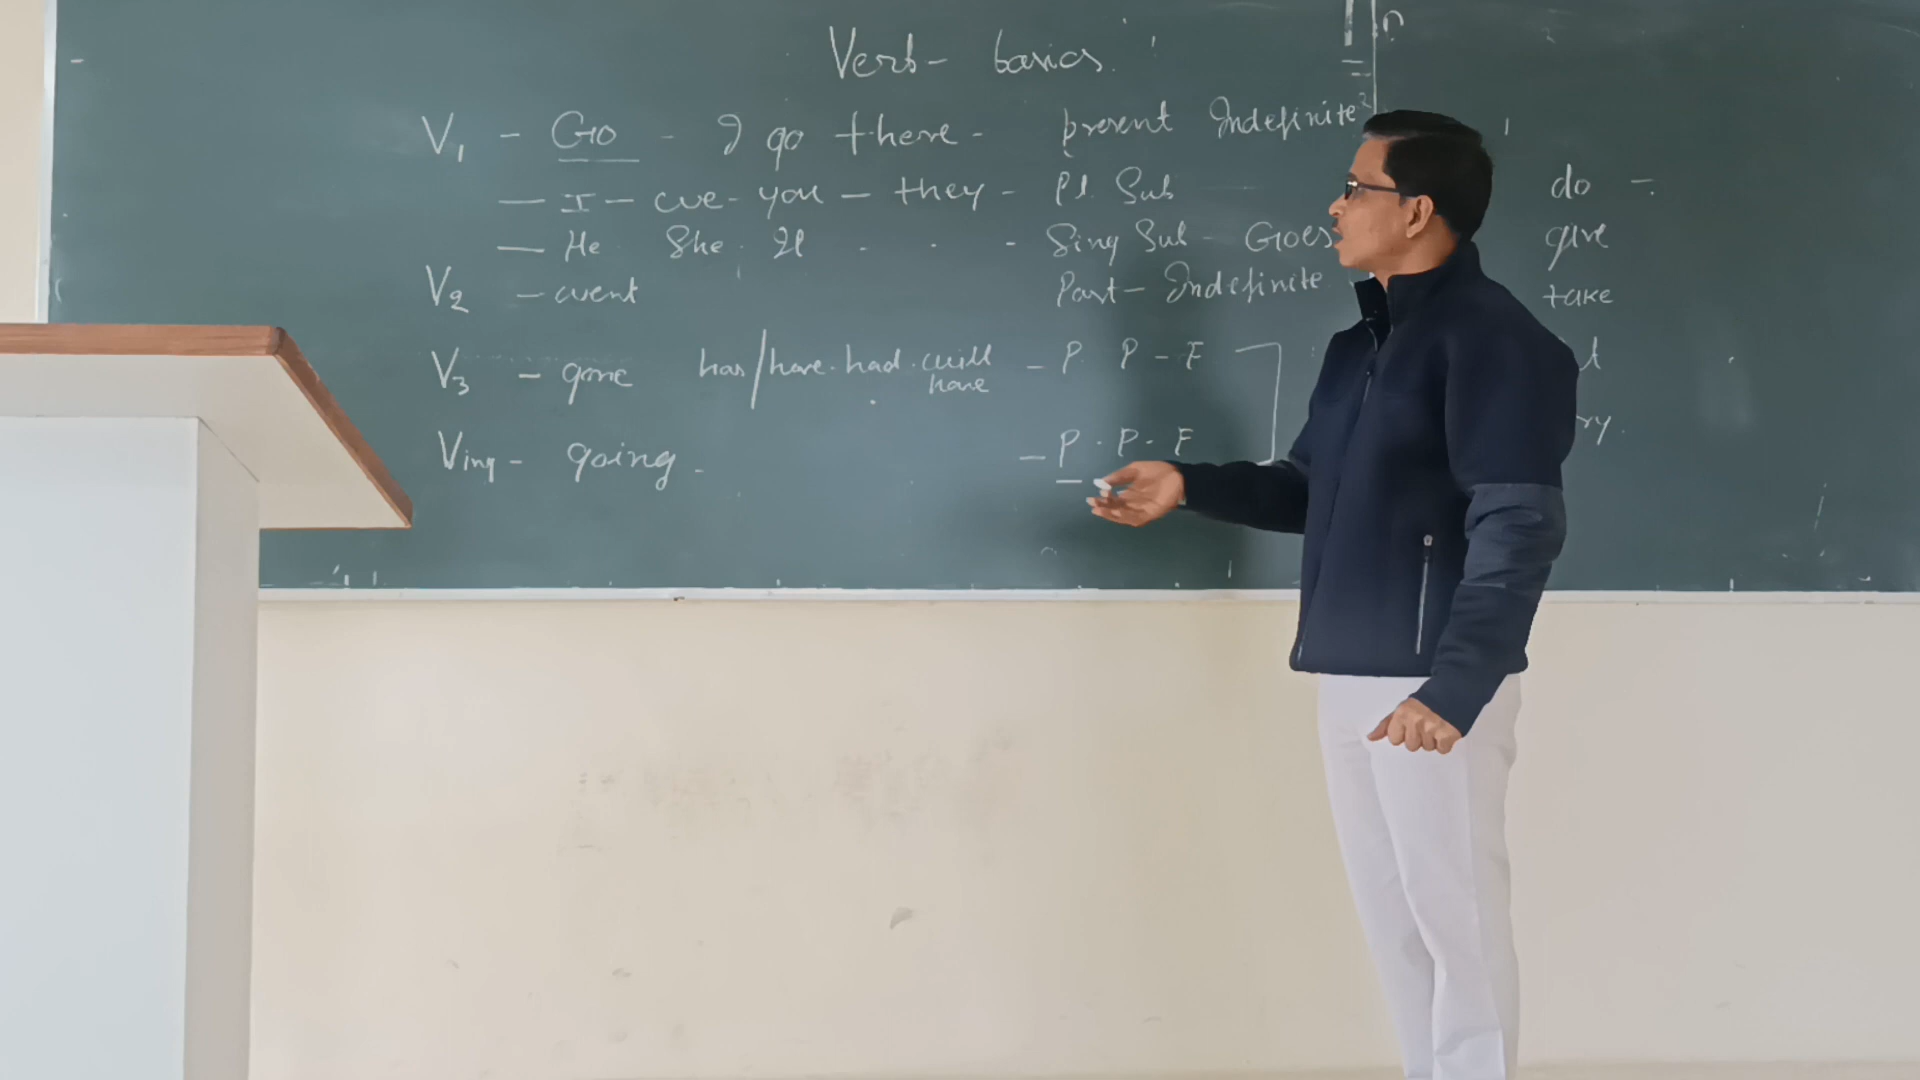 Verb- basics.
V1 - Go - I go there - present Indefinite
— I — we - you — they - Pl. Sub
— He She It - Sing Sub - Goes
V2 - went Past - Indefinite
V3 - gone has/have. had. will have - P. P - F
Ving - going - - P. P. F
do -
give
take